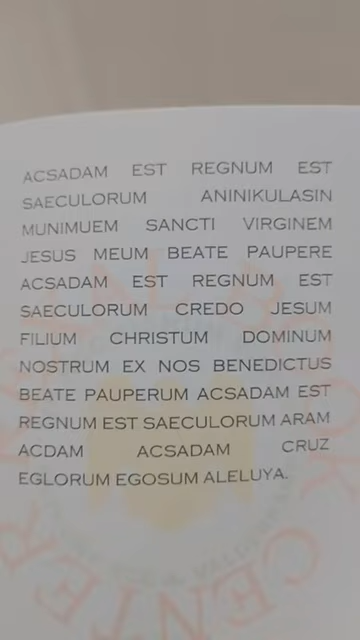 ACSADAM EST REGNUM EST
SAECULORUM ANINIKULASIN
MUNIMUEM SANCTI VIRGINEM
JESUS MEUM BEATE PAUPERE
ACSADAM EST REGNUM EST
SAECULORUM CREDO JESUM
FILIUM CHRISTUM DOMINUM
NOSTRUM EX NOS BENEDICTUS
BEATE PAUPERUM ACSADAM EST
REGNUM EST SAECULORUM ARAM
ACDAM ACSADAM CRUZ
EGLORUM EGOSUM ALELUYA.
CENTER